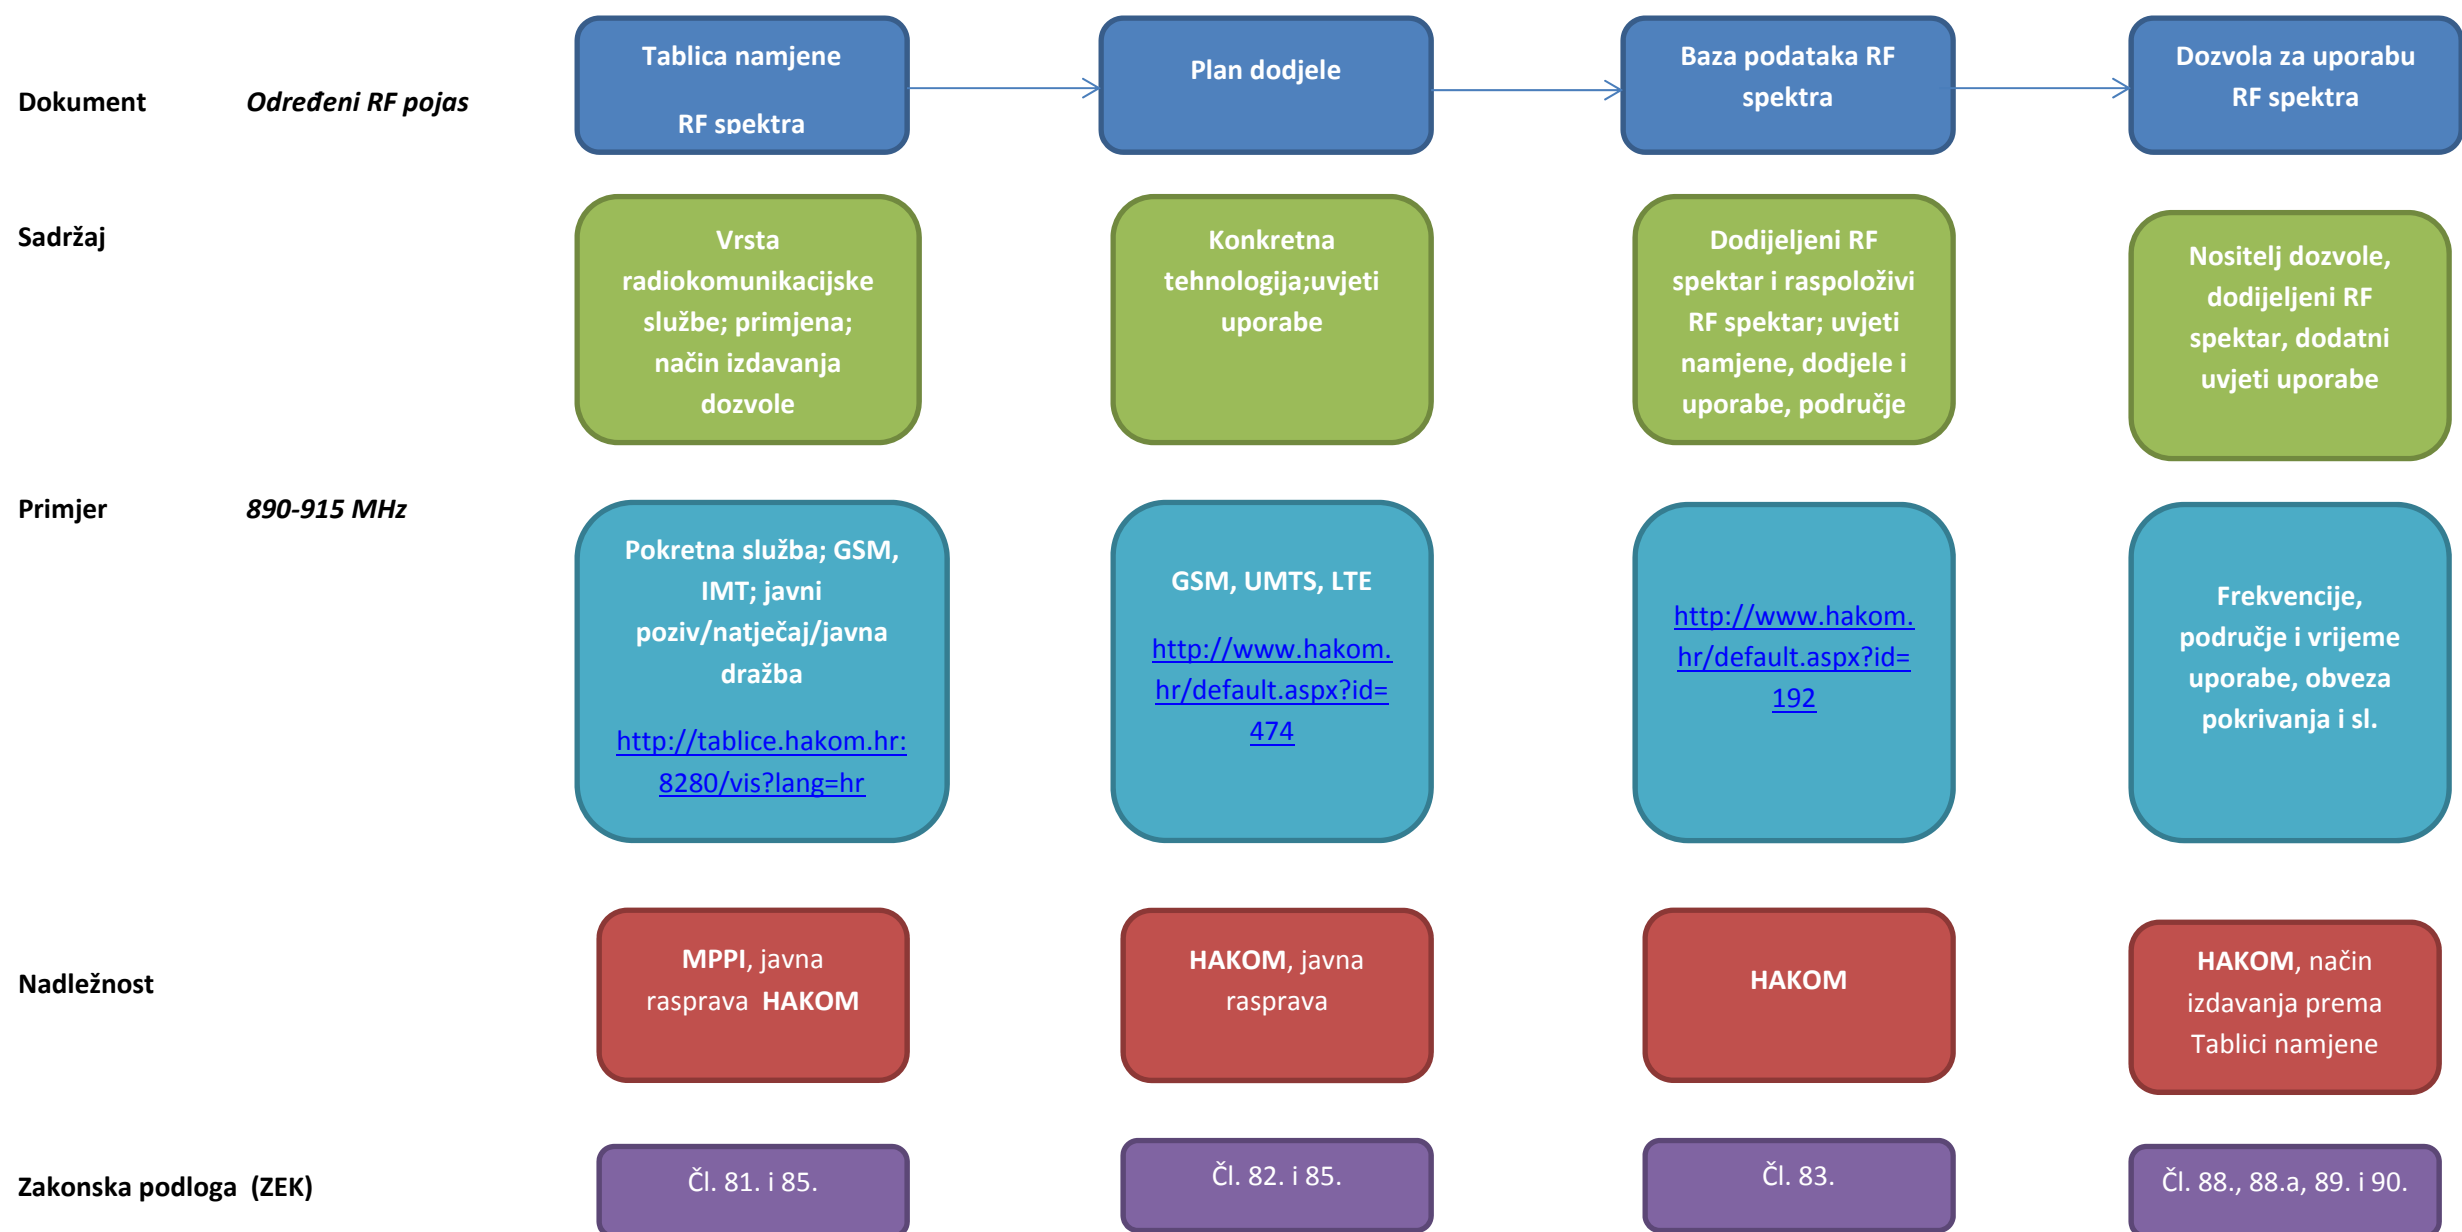 Dokument
Određeni RF pojas
Tablica namjene
RF spektra
Plan dodjele
Baza podataka RF
spektra
Dozvola za uporabu
RF spektra
Sadržaj
Vrsta
radiokomunikacijske
službe; primjena;
način izdavanja
dozvole
Konkretna
tehnologija;uvjeti
uporabe
Dodijeljeni RF
spektar i raspoloživi
RF spektar; uvjeti
namjene, dodjele i
uporabe, područje
Nositelj dozvole,
dodijeljeni RF
spektar, dodatni
uvjeti uporabe
Primjer
890-915 MHz
Pokretna služba; GSM,
IMT; javni
poziv/natječaj/javna
dražba
http://tablice.hakom.hr:
8280/vis?lang=hr
GSM, UMTS, LTE
http://www.hakom.
hr/default.aspx?id=
474
http://www.hakom.
hr/default.aspx?id=
192
Frekvencije,
područje i vrijeme
uporabe, obveza
pokrivanja i sl.
Nadležnost
MPPI, javna
rasprava  HAKOM
HAKOM, javna
rasprava
HAKOM
HAKOM, način
izdavanja prema
Tablici namjene
Zakonska podloga  (ZEK)
Čl. 81. i 85.
Čl. 82. i 85.
Čl. 83.
Čl. 88., 88.a, 89. i 90.